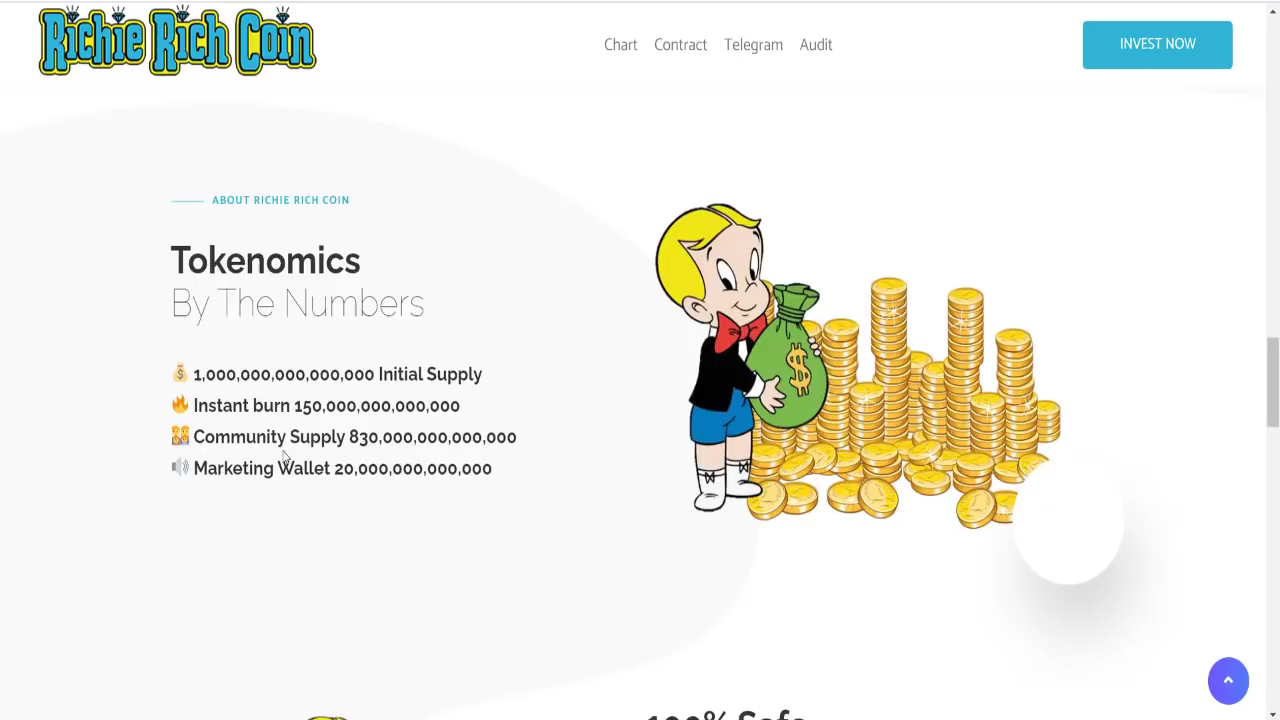 Richie Rich Coin
Chart Contract Telegram Audit
INVEST NOW
ABOUT RICHIE RICH COIN
Tokenomics
By The Numbers
1,000,000,000,000,000 Initial Supply
Instant burn 150,000,000,000,000
Community Supply 830,000,000,000,000
Marketing Wallet 20,000,000,000,000
100% Safe